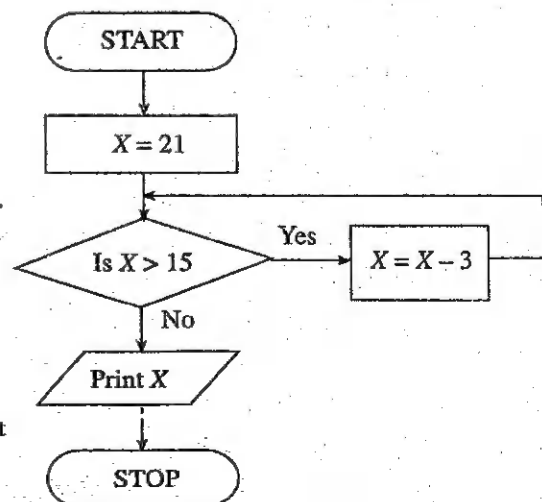 START
X = 21
Is X > 15
Yes
X = X − 3
No
Print X
t
STOP